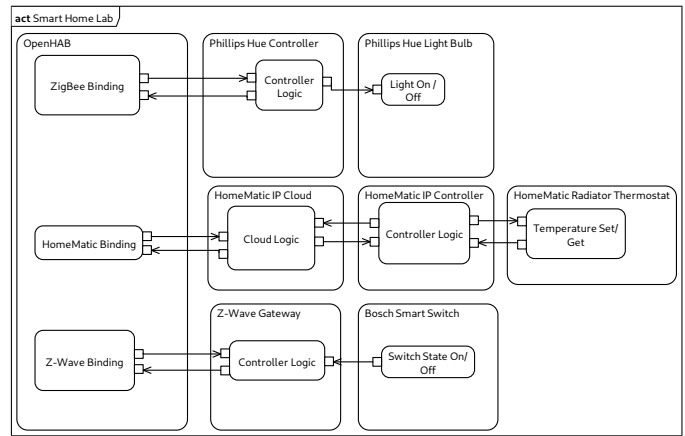 act Smart Home Lab
OpenHAB
Phillips Hue Controller
Phillips Hue Light Bulb
ZigBee Binding
Controller
Logic
Light On /
Off
HomeMatic IP Cloud
HomeMatic IP Controller
HomeMatic Radiator Thermostat
HomeMatic Binding
Cloud Logic
Controller Logic
Temperature Set/
Get
Z-Wave Gateway
Bosch Smart Switch
Z-Wave Binding
Controller Logic
Switch State On/
Off